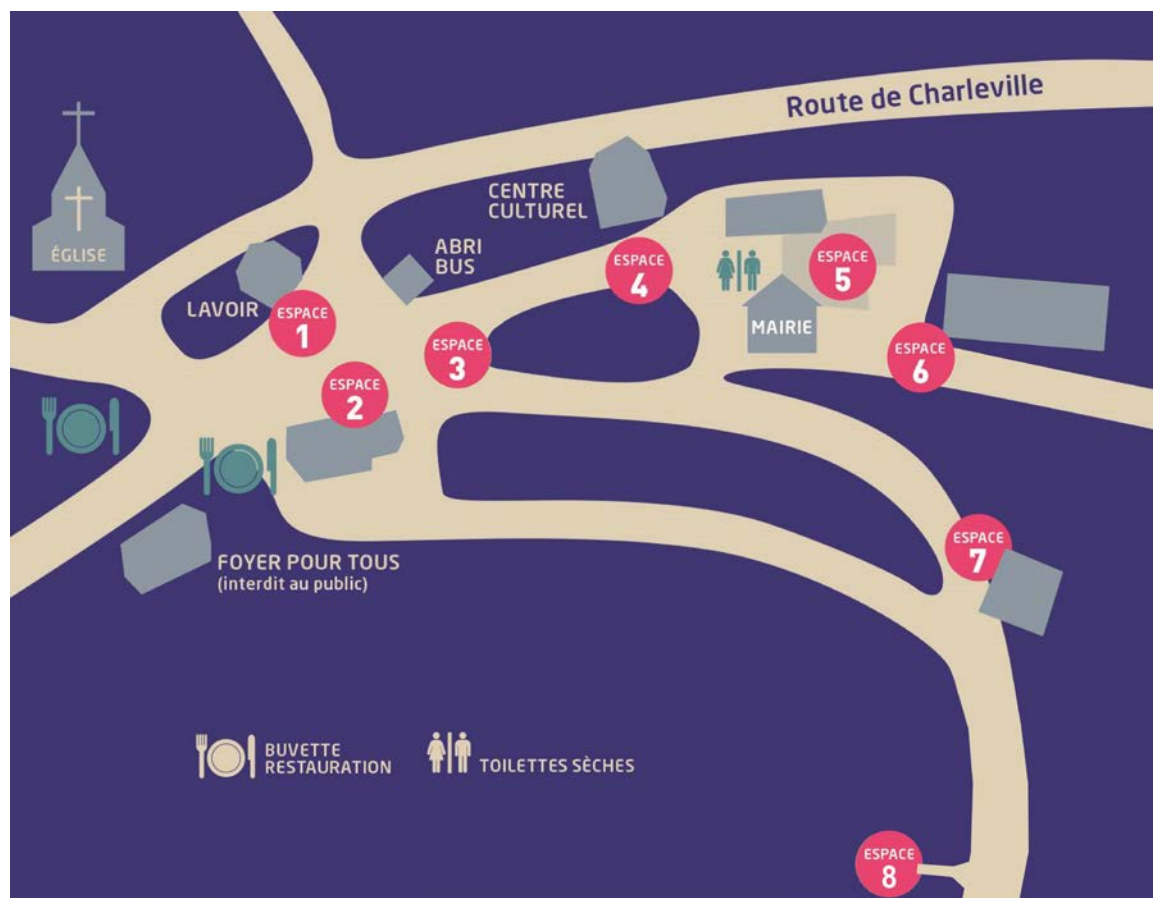 Route de Charleville
CENTRE
CULTUREL
ÉGLISE
ABRI
BUS
LAVOIR
ESPACE
1
ESPACE
2
ESPACE
3
ESPACE
4
ESPACE
5
MAIRIE
ESPACE
6
ESPACE
7
FOYER POUR TOUS
(interdit au public)
BUVETTE
RESTAURATION
TOILETTES SÈCHES
ESPACE
8